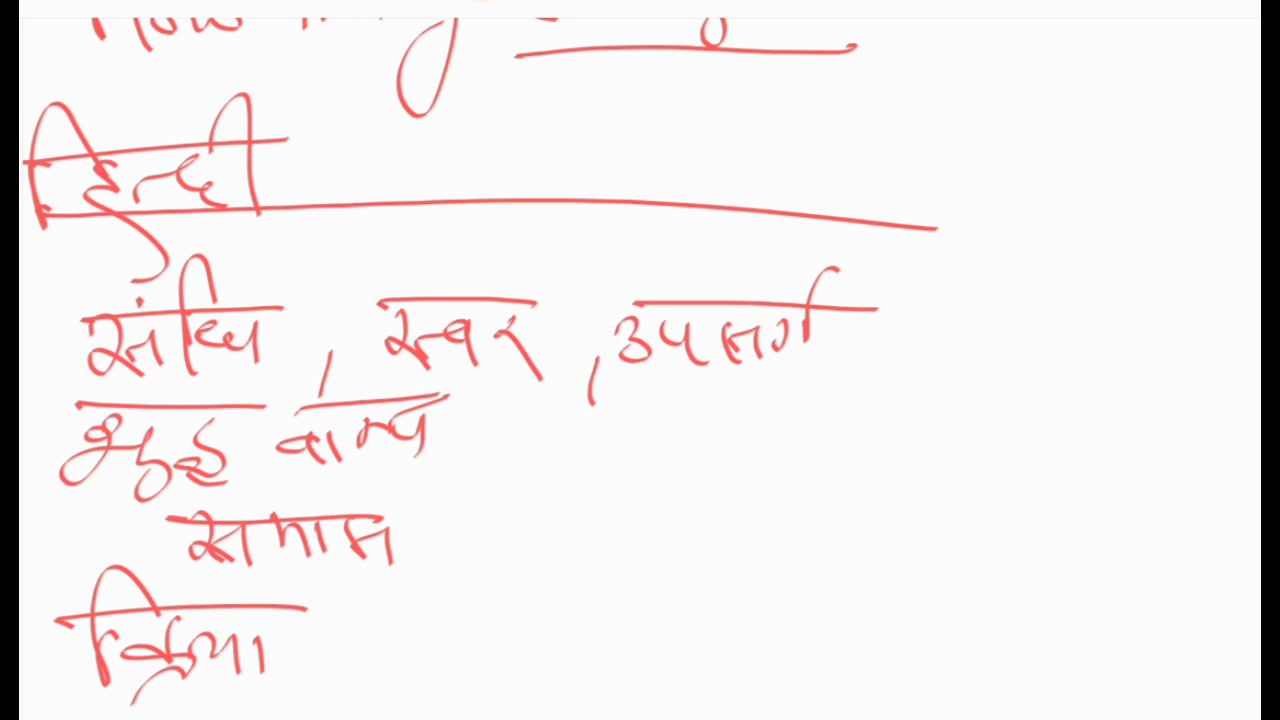 हिन्दी
संधि, स्वर, उपसर्ग
शुद्ध वाक्य
समास
क्रिया